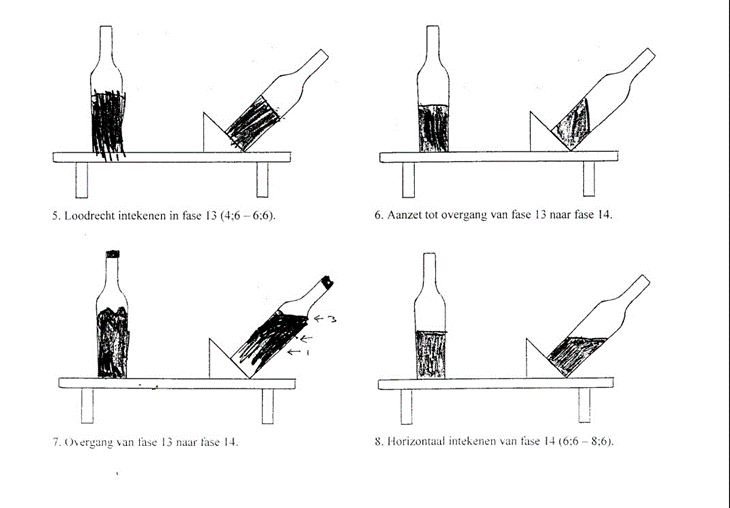 5. Loodrecht intekenen in fase 13 (4;6 – 6;6).
6. Aanzet tot overgang van fase 13 naar fase 14.
← 3
←
← 1
7. Overgang van fase 13 naar fase 14.
8. Horizontaal intekenen van fase 14 (6;6 – 8;6).